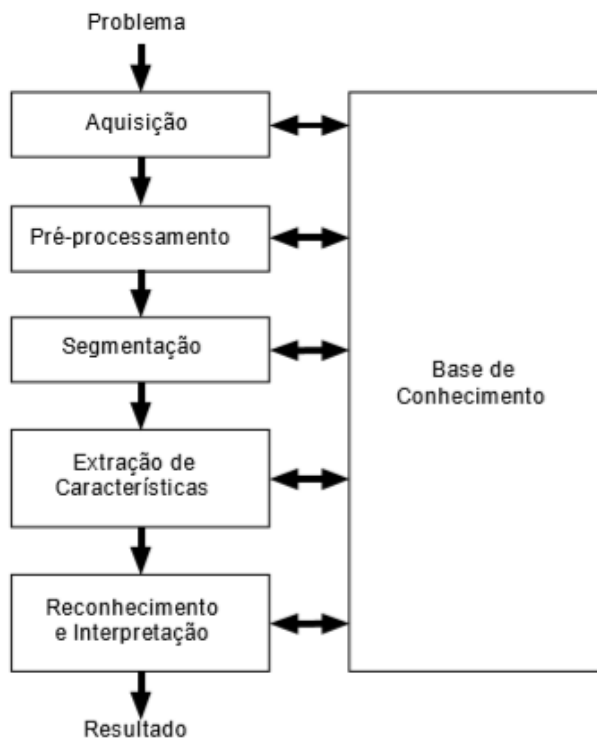 Problema
Aquisição
Pré-processamento
Segmentação
Base de
Conhecimento
Extração de
Características
Reconhecimento
e Interpretação
Resultado